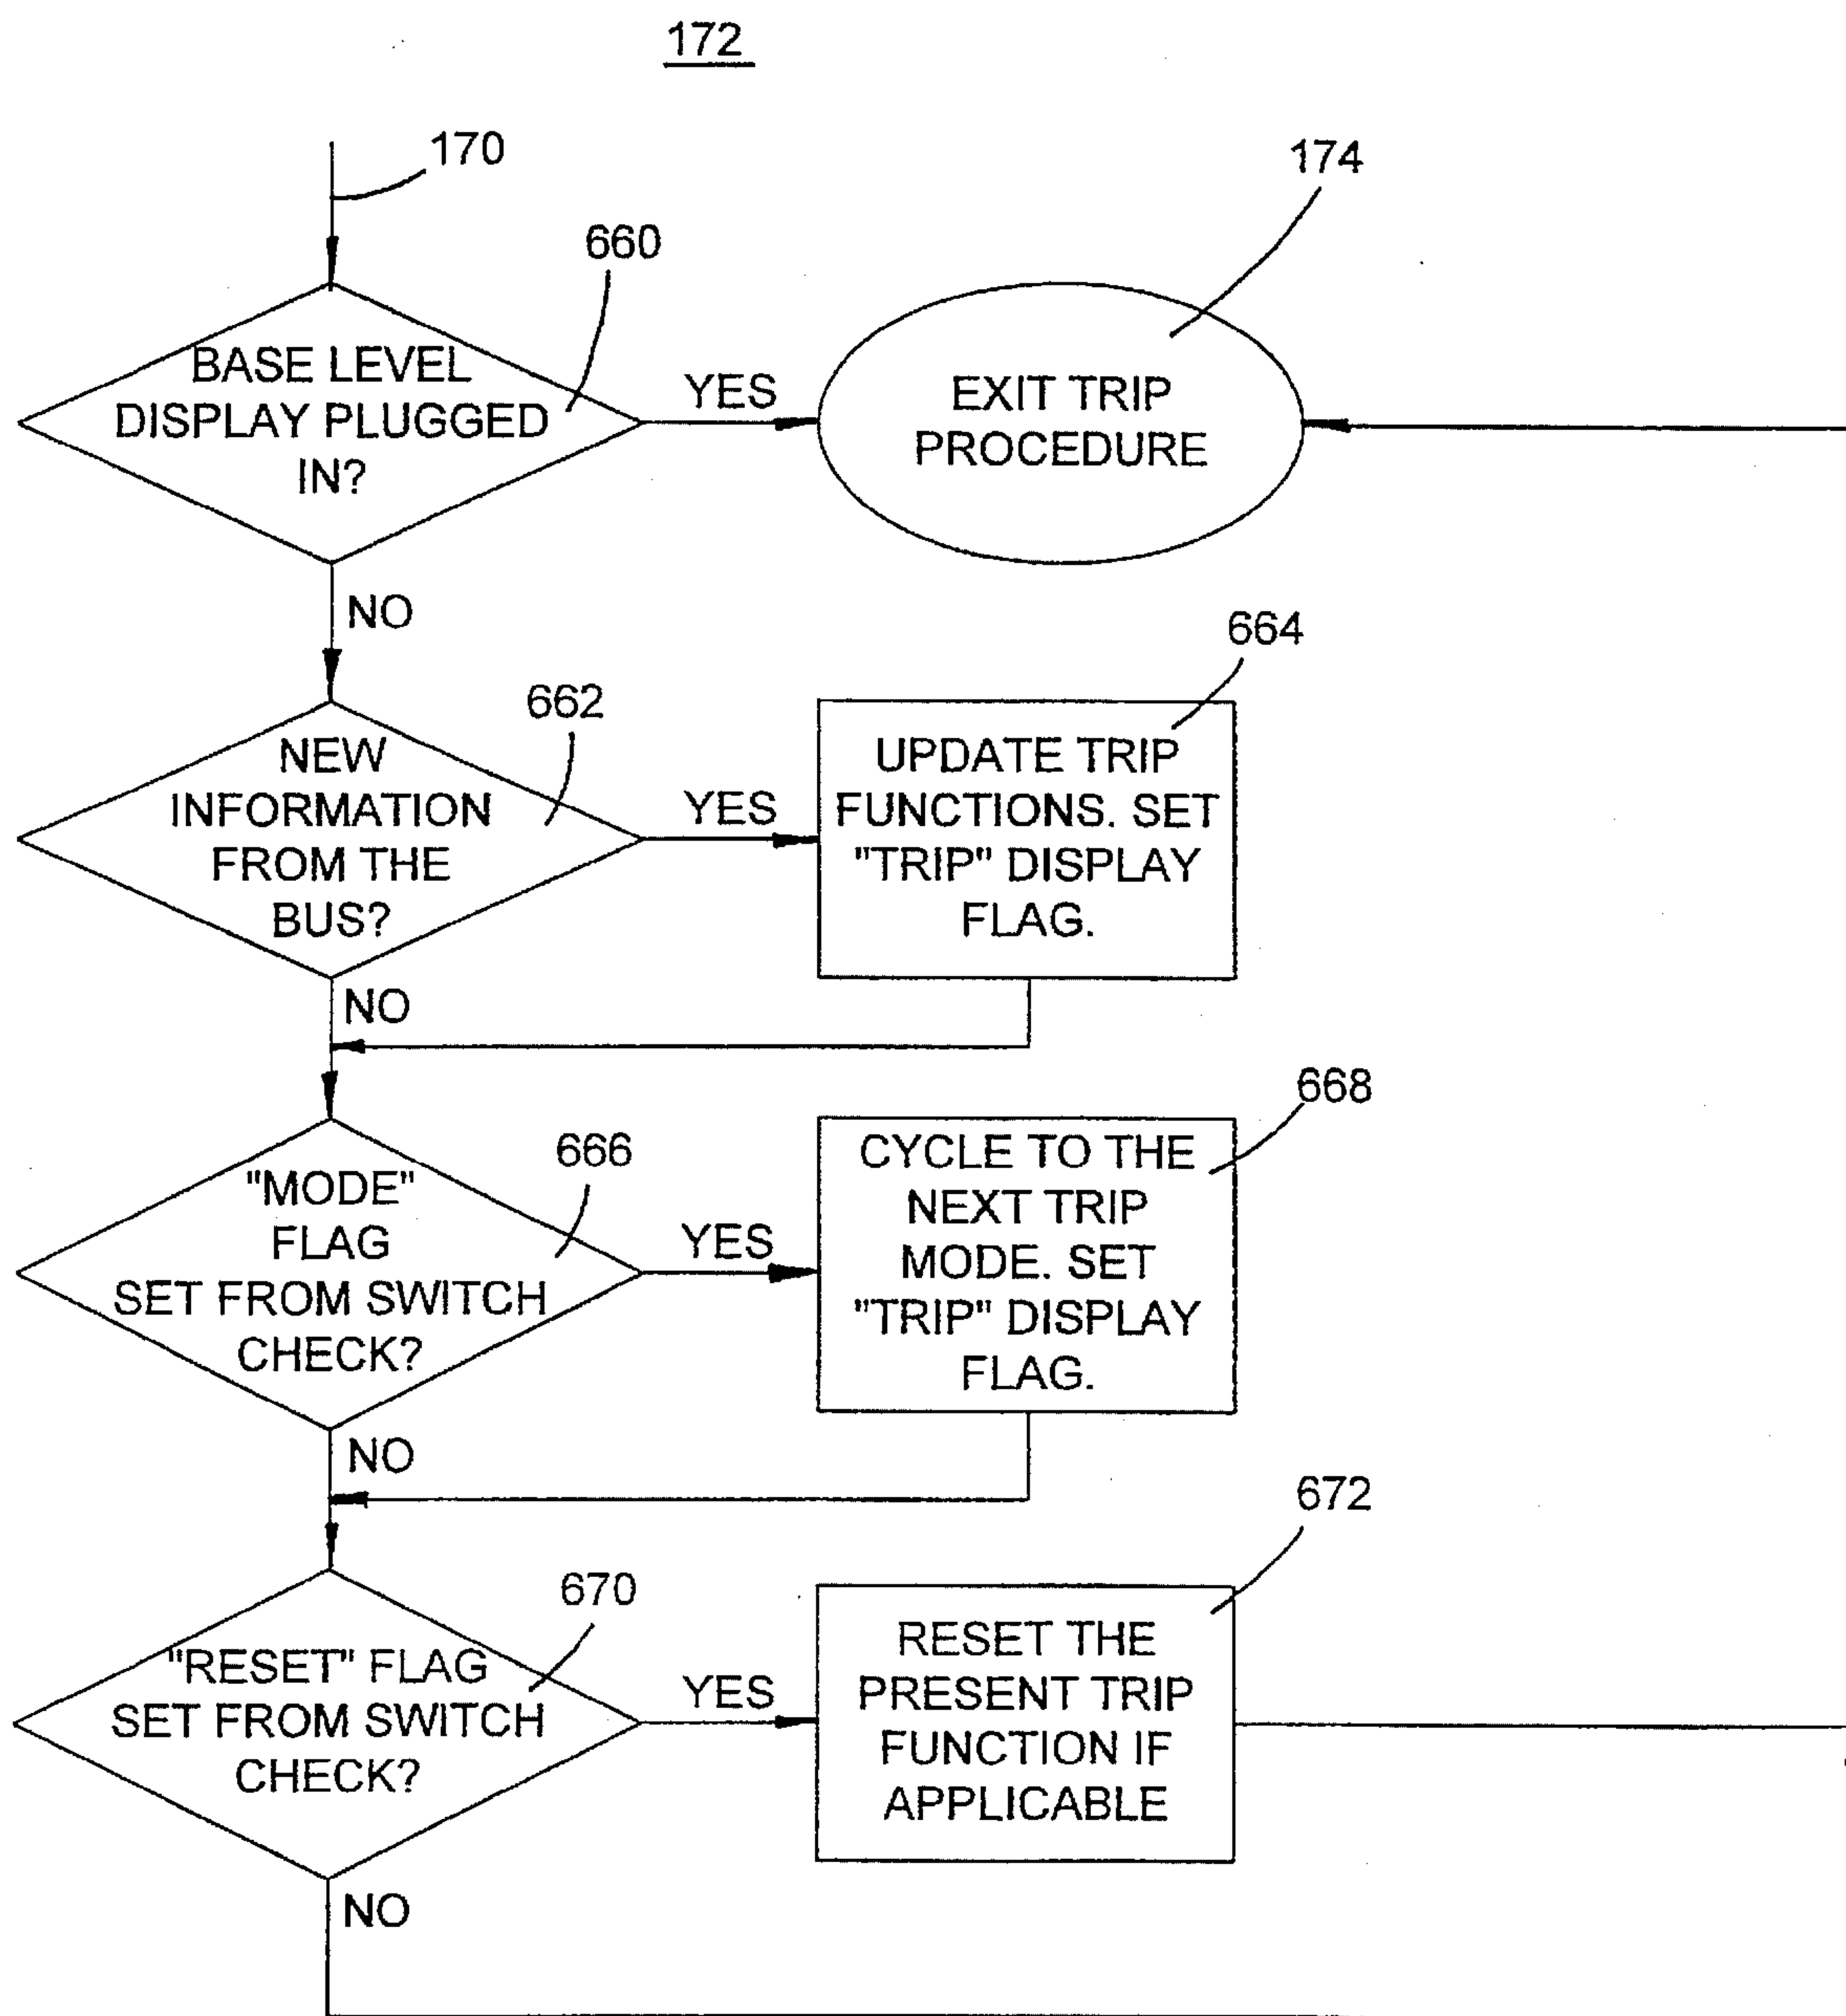 172
170
174
660
BASE LEVEL
DISPLAY PLUGGED
IN?
YES
EXIT TRIP
PROCEDURE
NO
662
664
NEW
INFORMATION
FROM THE
BUS?
YES
UPDATE TRIP
FUNCTIONS. SET
"TRIP" DISPLAY
FLAG.
NO
666
668
"MODE"
FLAG
SET FROM SWITCH
CHECK?
YES
CYCLE TO THE
NEXT TRIP
MODE. SET
"TRIP" DISPLAY
FLAG.
NO
670
672
"RESET" FLAG
SET FROM SWITCH
CHECK?
YES
RESET THE
PRESENT TRIP
FUNCTION IF
APPLICABLE
NO